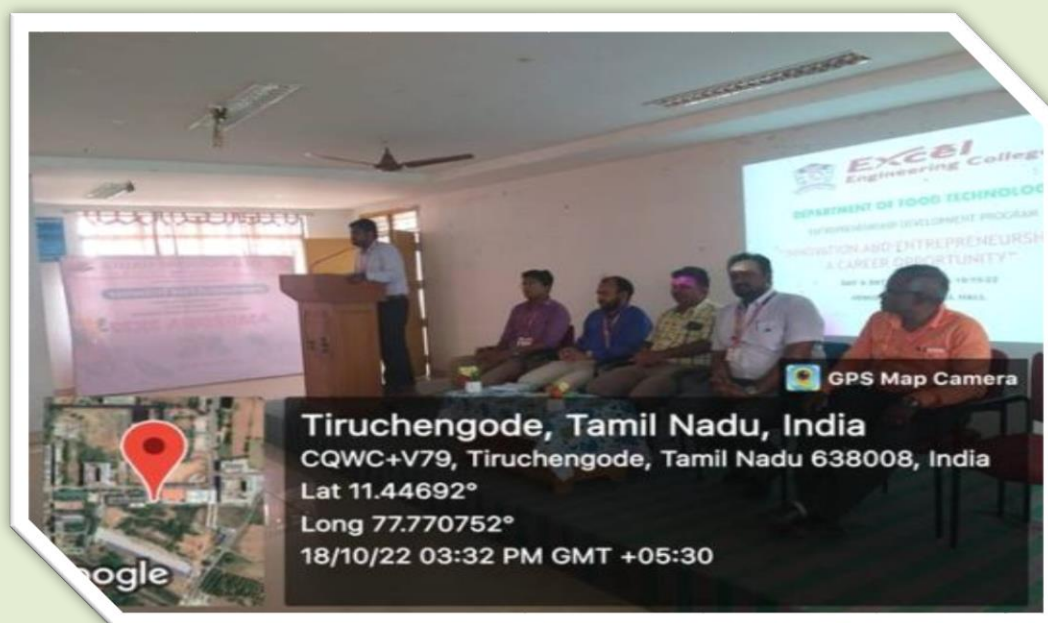 Excel
Engineering College
DEPARTMENT OF FOOD TECHNOLOG
ENTREPRENEURSHIP DEVELOPMENT PROGRAM
"INNOVATION AND ENTREPRENEURSH
A CAREER OPPORTUNITY"
HALL
GPS Map Camera
Tiruchengode, Tamil Nadu, India
CQWC+V79, Tiruchengode, Tamil Nadu 638008, India
Lat 11.44692°
Long 77.770752°
18/10/22 03:32 PM GMT +05:30
oogle